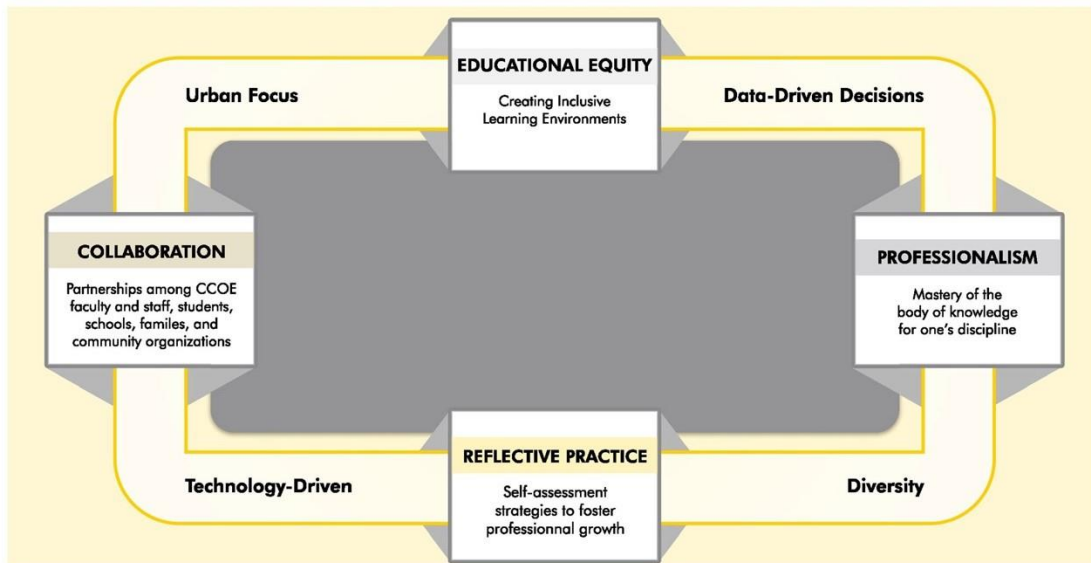 EDUCATIONAL EQUITY
Creating Inclusive
Learning Environments
Urban Focus
Data-Driven Decisions
COLLABORATION
Partnerships among CCOE
faculty and staff, students,
schools, familes, and
community organizations
PROFESSIONALISM
Mastery of the
body of knowledge
for one's discipline
REFLECTIVE PRACTICE
Self-assessment
strategies to foster
professionnal growth
Technology-Driven
Diversity